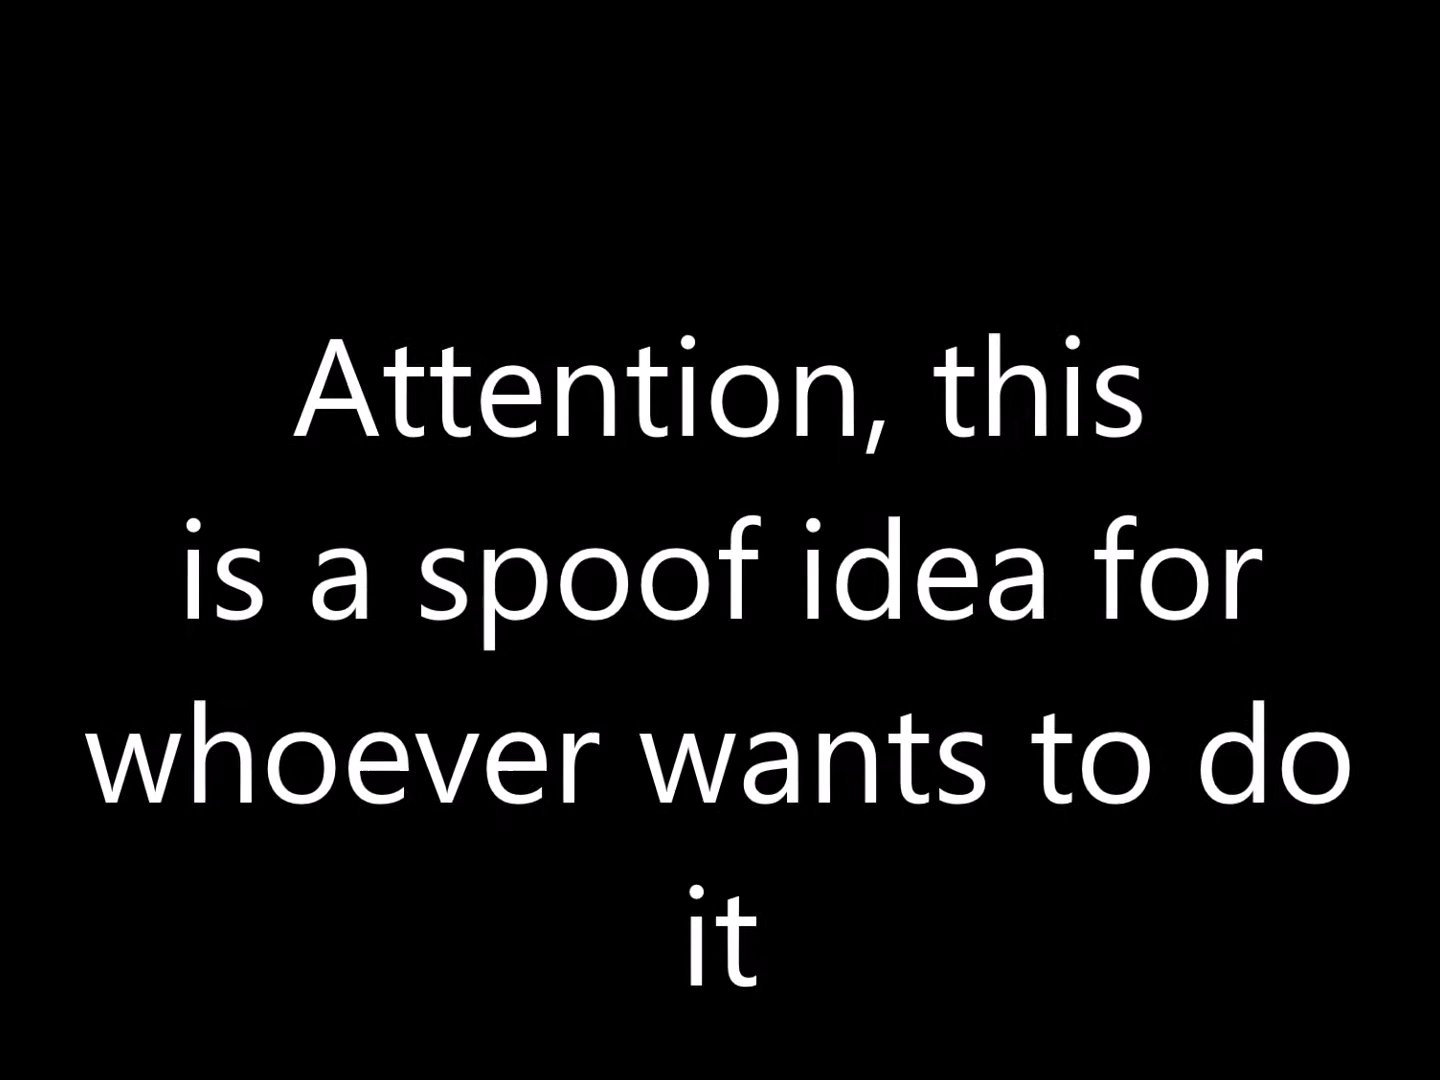 Attention, this
is a spoof idea for
whoever wants to do
it